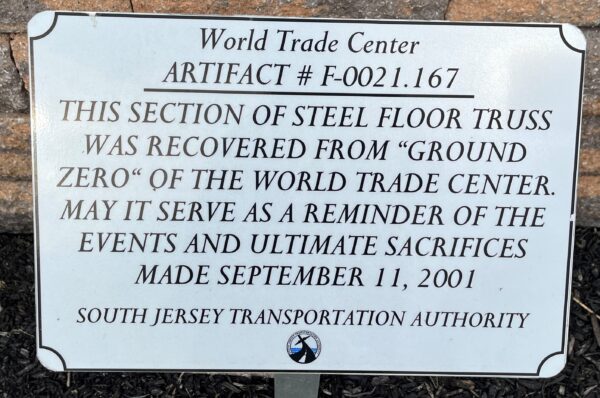 World Trade Center
ARTIFACT # F-0021.167
THIS SECTION OF STEEL FLOOR TRUSS
WAS RECOVERED FROM “GROUND
ZERO“ OF THE WORLD TRADE CENTER.
MAY IT SERVE AS A REMINDER OF THE
EVENTS AND ULTIMATE SACRIFICES
MADE SEPTEMBER 11, 2001
SOUTH JERSEY TRANSPORTATION AUTHORITY